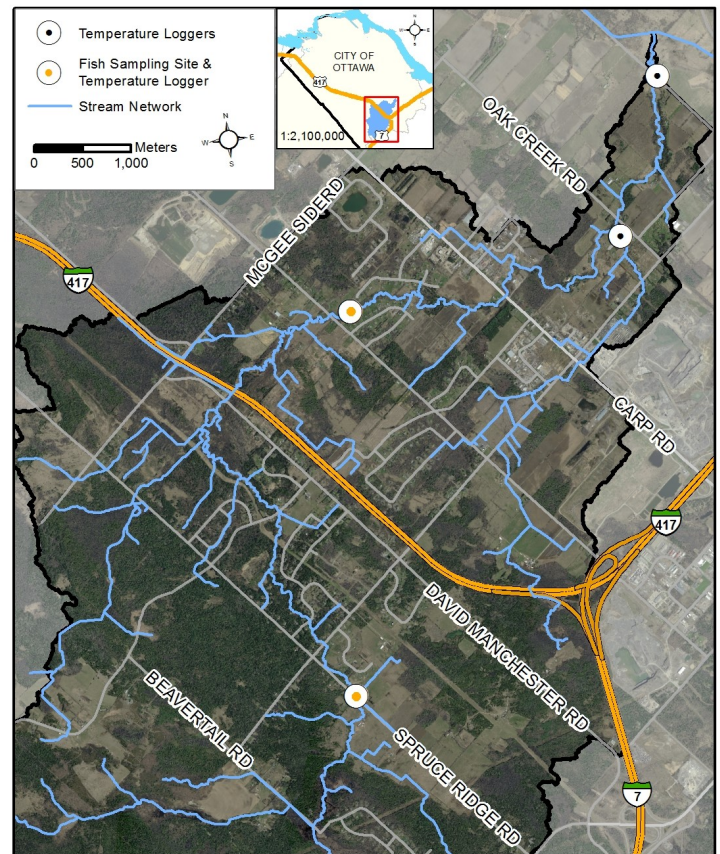 Temperature Loggers
Fish Sampling Site &
Temperature Logger
Stream Network
Meters
0 500 1,000
N
W E
S
CITY OF
OTTAWA
417
7
1:2,100,000
N
W E
S
OAK CREEK RD
MCGEE SIDERD
417
CARP RD
417
DAVID MANCHESTER RD
BEAVERTAIL RD
SPRUCE RIDGE RD
7